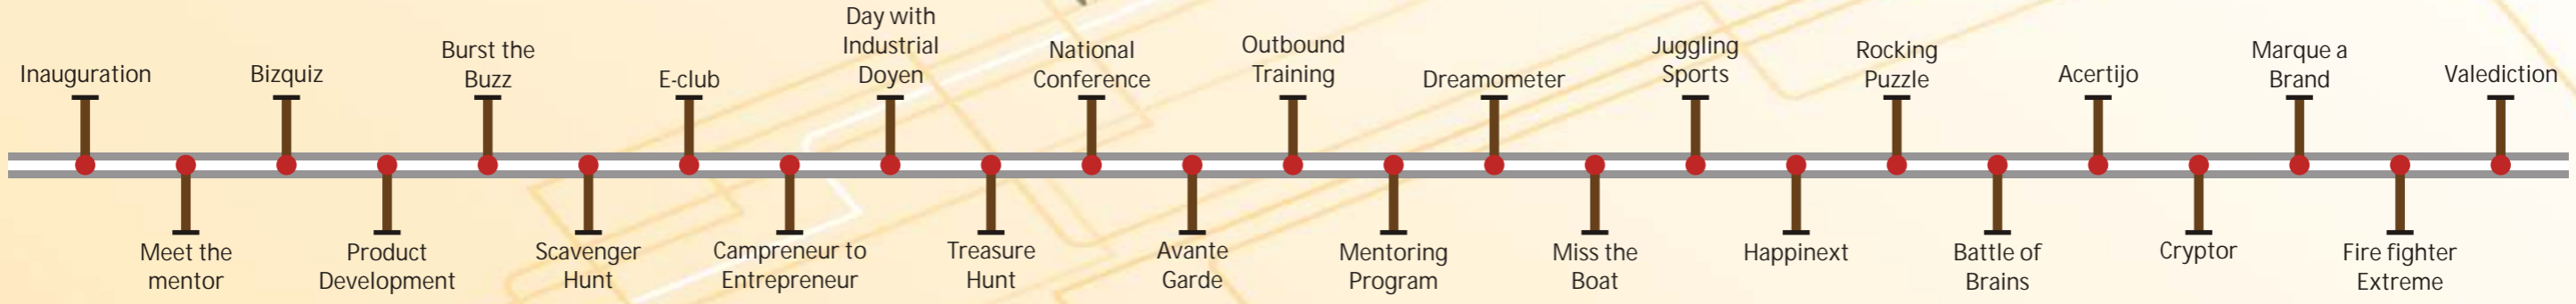 Inauguration
Meet the
mentor
Bizquiz
Product
Development
Burst the
Buzz
Scavenger
Hunt
E-club
Campreneur to
Entrepreneur
Day with
Industrial
Doyen
Treasure
Hunt
National
Conference
Avante
Garde
Outbound
Training
Mentoring
Program
Dreamometer
Miss the
Boat
Juggling
Sports
Happinext
Rocking
Puzzle
Battle of
Brains
Acertijo
Cryptor
Marque a
Brand
Fire fighter
Extreme
Valediction